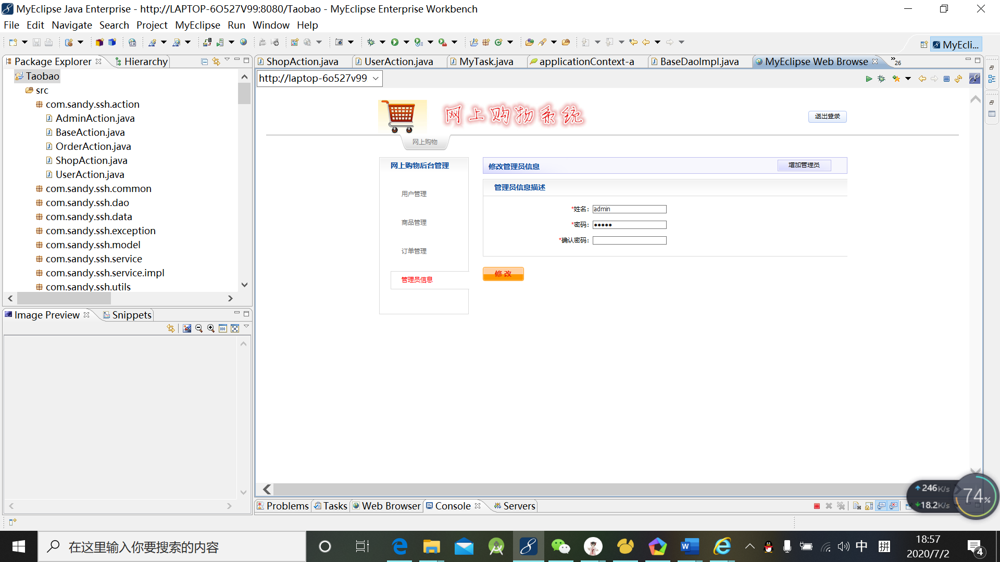 MyEclipse Java Enterprise - http://LAPTOP-6O527V99:8080/Taobao - MyEclipse Enterprise Workbench
File Edit Navigate Search Project MyEclipse Run Window Help
MyEcli...
Package Explorer Hierarchy
ShopAction.java UserAction.java MyTask.java applicationContext-a BaseDaoImpl.java MyEclipse Web Browse »26
http://laptop-6o527v99
Taobao
src
com.sandy.ssh.action
AdminAction.java
BaseAction.java
OrderAction.java
ShopAction.java
UserAction.java
com.sandy.ssh.common
com.sandy.ssh.dao
com.sandy.ssh.data
com.sandy.ssh.exception
com.sandy.ssh.model
com.sandy.ssh.service
com.sandy.ssh.service.impl
com.sandy.ssh.utils
Image Preview Snippets
网上购物系统
退出登录
网上购物
网上购物后台管理
用户管理
商品管理
订单管理
管理员信息
修改管理员信息 增加管理员
管理员信息描述
*姓名: admin
*密码: ●●●●●
*确认密码:
修 改
Problems Tasks Web Browser Console Servers
246K/s
18.2K/s
74%
在这里输入你要搜索的内容
中 拼
18:57
2020/7/2
4